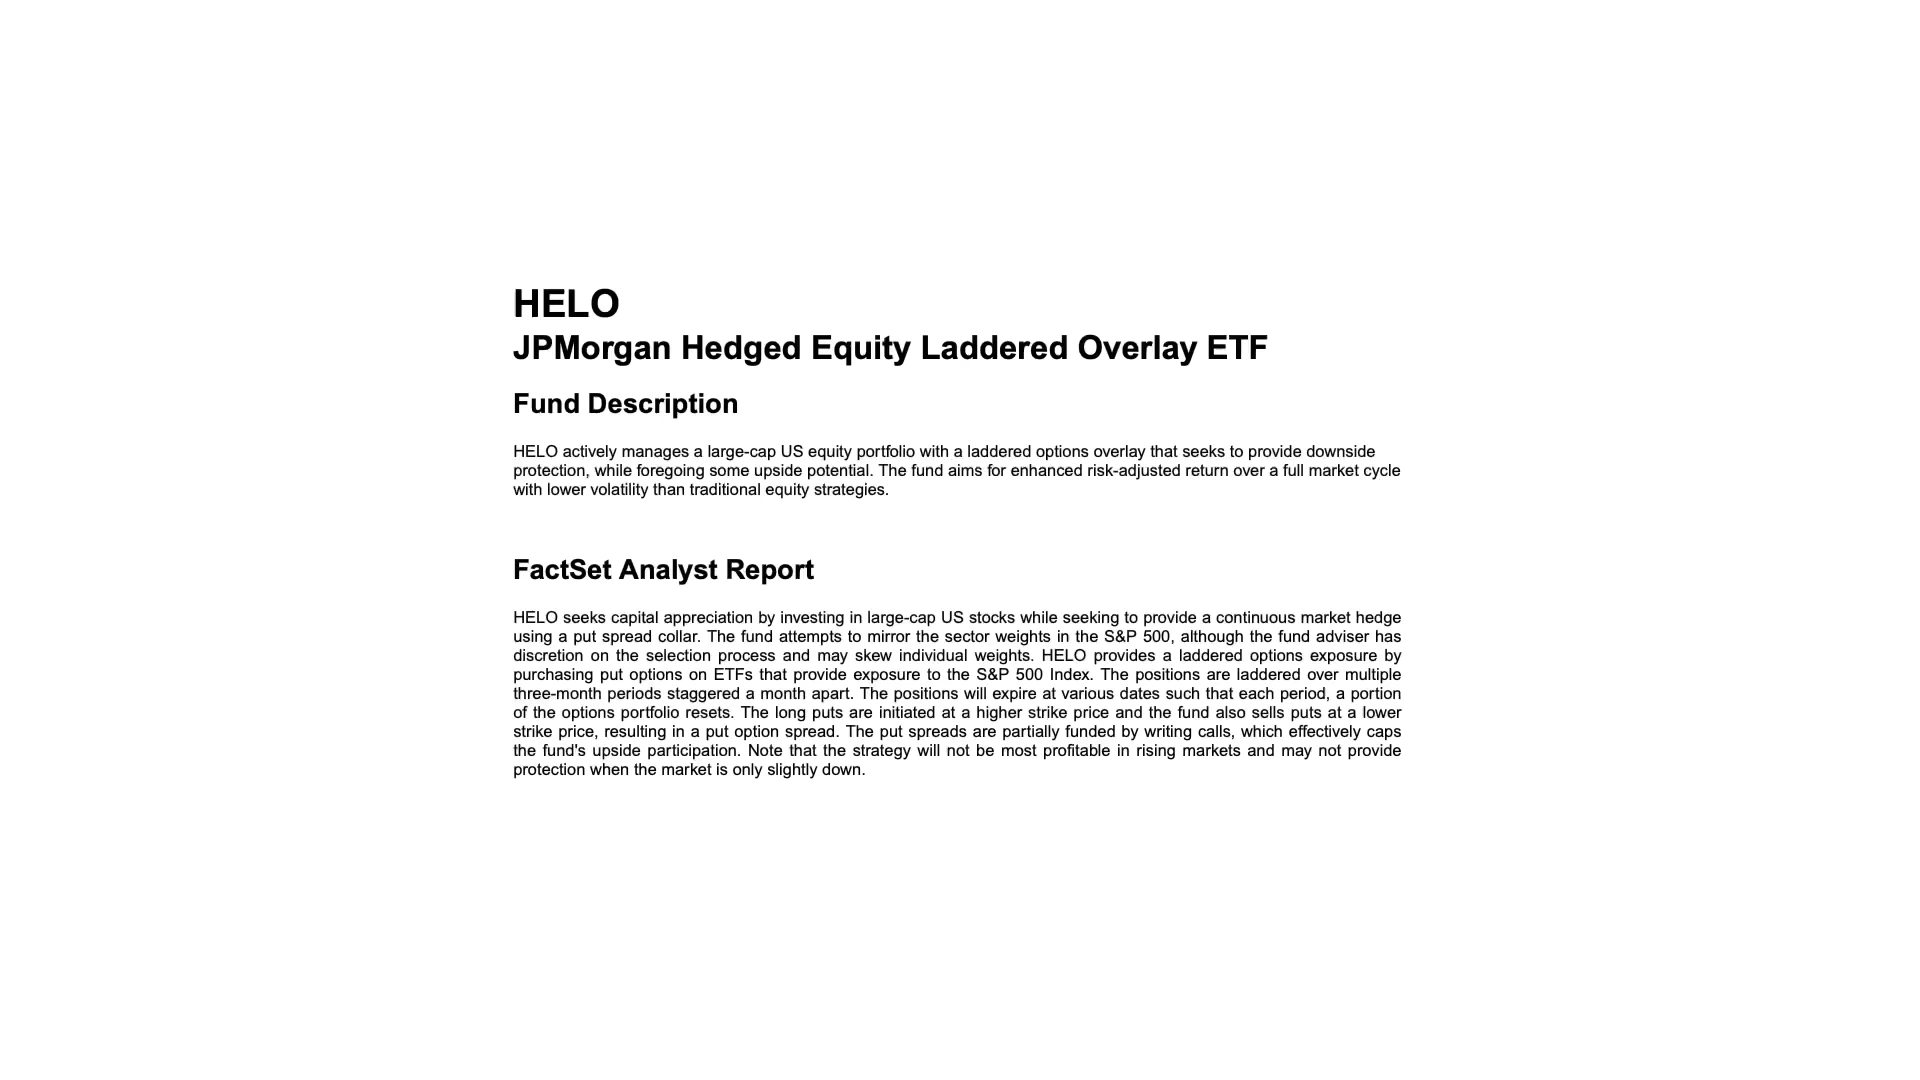 HELO
JPMorgan Hedged Equity Laddered Overlay ETF
Fund Description
HELO actively manages a large-cap US equity portfolio with a laddered options overlay that seeks to provide downside
protection, while foregoing some upside potential. The fund aims for enhanced risk-adjusted return over a full market cycle
with lower volatility than traditional equity strategies.
FactSet Analyst Report
HELO seeks capital appreciation by investing in large-cap US stocks while seeking to provide a continuous market hedge
using a put spread collar. The fund attempts to mirror the sector weights in the S&P 500, although the fund adviser has
discretion on the selection process and may skew individual weights. HELO provides a laddered options exposure by
purchasing put options on ETFs that provide exposure to the S&P 500 Index. The positions are laddered over multiple
three-month periods staggered a month apart. The positions will expire at various dates such that each period, a portion
of the options portfolio resets. The long puts are initiated at a higher strike price and the fund also sells puts at a lower
strike price, resulting in a put option spread. The put spreads are partially funded by writing calls, which effectively caps
the fund's upside participation. Note that the strategy will not be most profitable in rising markets and may not provide
protection when the market is only slightly down.